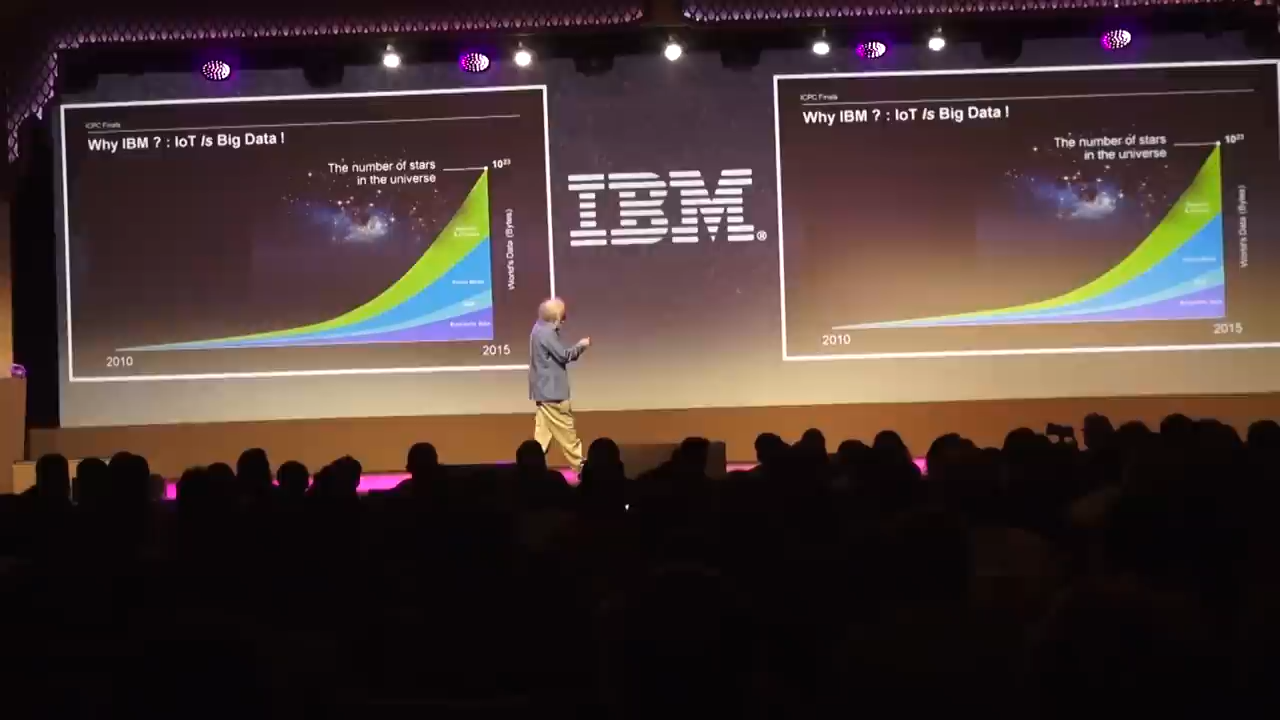 ICPC Finals
Why IBM ? : IoT Is Big Data !
The number of stars
in the universe
10²³
World's Data (Bytes)
2010
2015
IBM®
ICPC Finals
Why IBM ? : IoT Is Big Data !
The number of stars
in the universe
10²³
World's Data (Bytes)
2010
2015